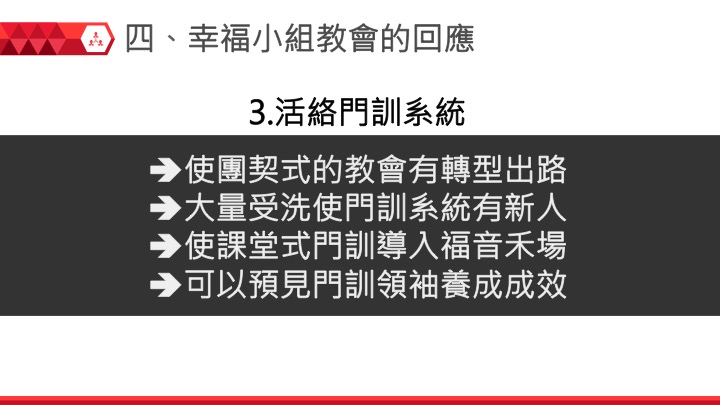 四、幸福小組教會的回應
3.活絡門訓系統
➔使團契式的教會有轉型出路
➔大量受洗使門訓系統有新人
➔使課堂式門訓導入福音禾場
➔可以預見門訓領袖養成成效